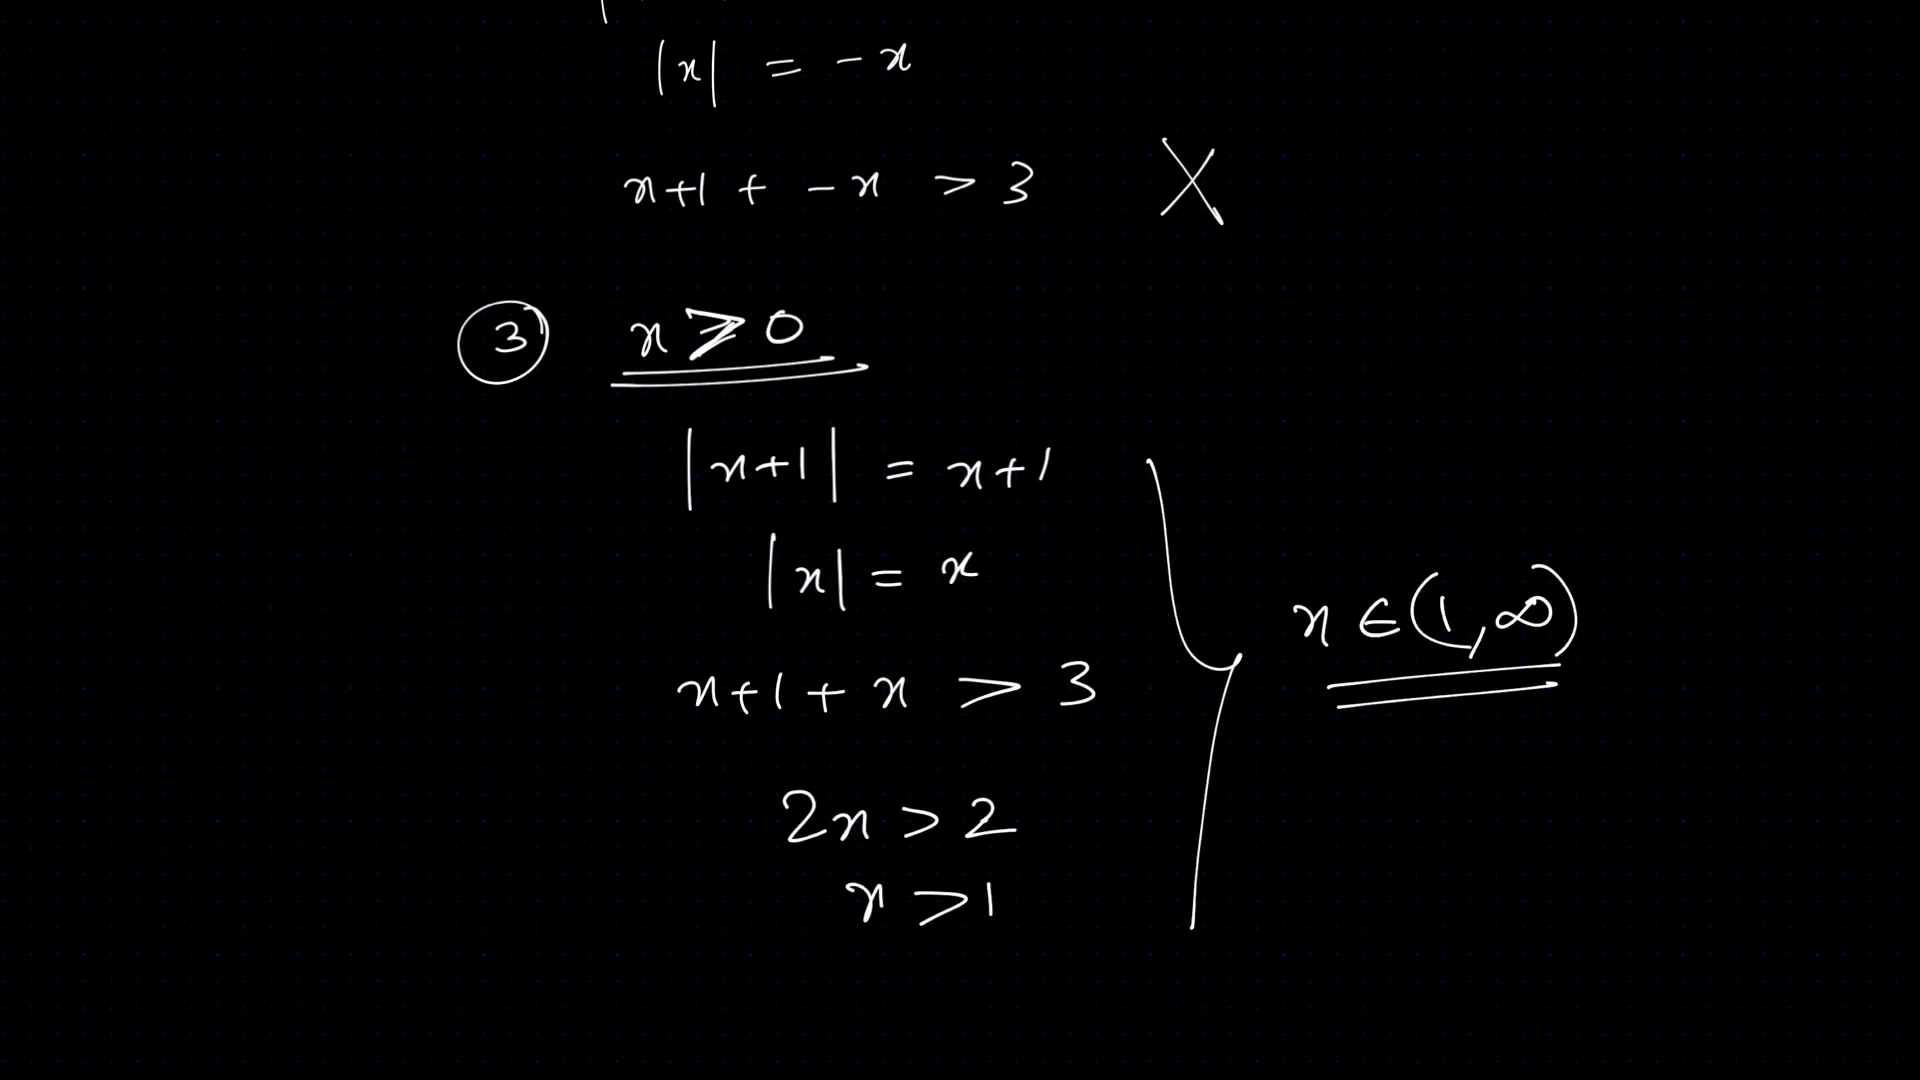 |x| = -x
x+1 + -x > 3 X
3 x ⩾ 0
|x+1| = x+1
|x| = x
x ∈ (1, ∞)
x+1 + x > 3
2x > 2
x > 1